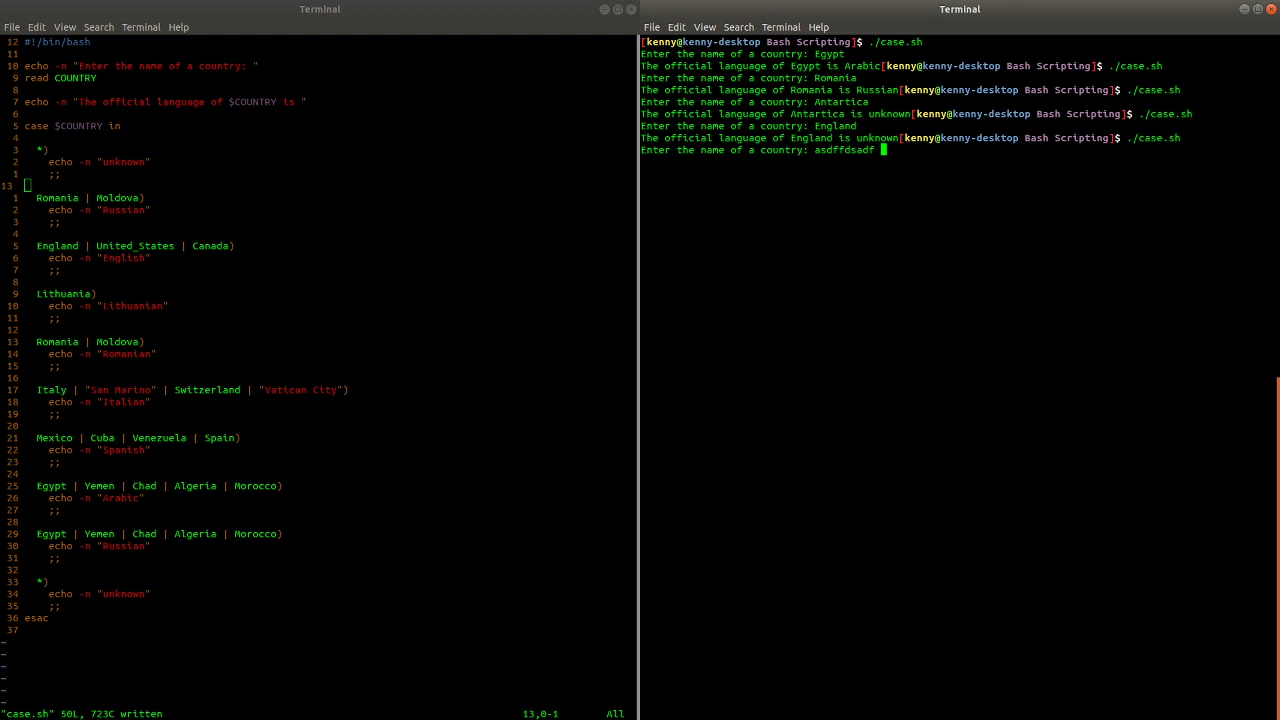 Terminal
File Edit View Search Terminal Help
12 #!/bin/bash
11
10 echo -n "Enter the name of a country: "
9 read COUNTRY
8
7 echo -n "The official language of $COUNTRY is "
6
5 case $COUNTRY in
4
3 *)
2 echo -n "unknown"
1 ;;
13
1 Romania | Moldova)
2 echo -n "Russian"
3 ;;
4
5 England | United_States | Canada)
6 echo -n "English"
7 ;;
8
9 Lithuania)
10 echo -n "Lithuanian"
11 ;;
12
13 Romania | Moldova)
14 echo -n "Romanian"
15 ;;
16
17 Italy | "San Marino" | Switzerland | "Vatican City")
18 echo -n "Italian"
19 ;;
20
21 Mexico | Cuba | Venezuela | Spain)
22 echo -n "Spanish"
23 ;;
24
25 Egypt | Yemen | Chad | Algeria | Morocco)
26 echo -n "Arabic"
27 ;;
28
29 Egypt | Yemen | Chad | Algeria | Morocco)
30 echo -n "Russian"
31 ;;
32
33 *)
34 echo -n "unknown"
35 ;;
36 esac
37
~
~
~
~
~
~
"case.sh" 50L, 723C written 13,0-1 All
Terminal
File Edit View Search Terminal Help
[kenny@kenny-desktop Bash Scripting]$ ./case.sh
Enter the name of a country: Egypt
The official language of Egypt is Arabic[kenny@kenny-desktop Bash Scripting]$ ./case.sh
Enter the name of a country: Romania
The official language of Romania is Russian[kenny@kenny-desktop Bash Scripting]$ ./case.sh
Enter the name of a country: Antartica
The official language of Antartica is unknown[kenny@kenny-desktop Bash Scripting]$ ./case.sh
Enter the name of a country: England
The official language of England is unknown[kenny@kenny-desktop Bash Scripting]$ ./case.sh
Enter the name of a country: asdffdsadf